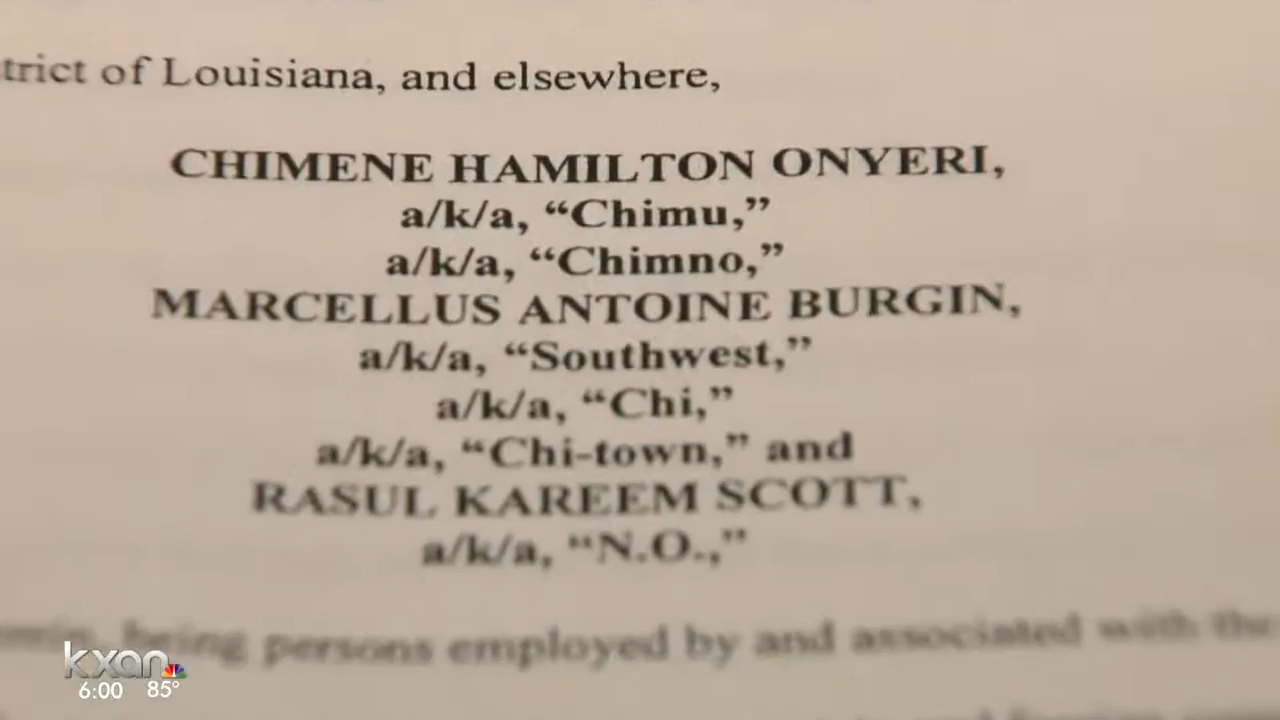 trict of Louisiana, and elsewhere,
CHIMENE HAMILTON ONYERI,
a/k/a, “Chimu,”
a/k/a, “Chimno,”
MARCELLUS ANTOINE BURGIN,
a/k/a, “Southwest,”
a/k/a, “Chi,”
a/k/a, “Chi-town,” and
RASUL KAREEM SCOTT,
a/k/a, “N.O.,”
being persons employed by and associated with the
kxan
6:00 85°